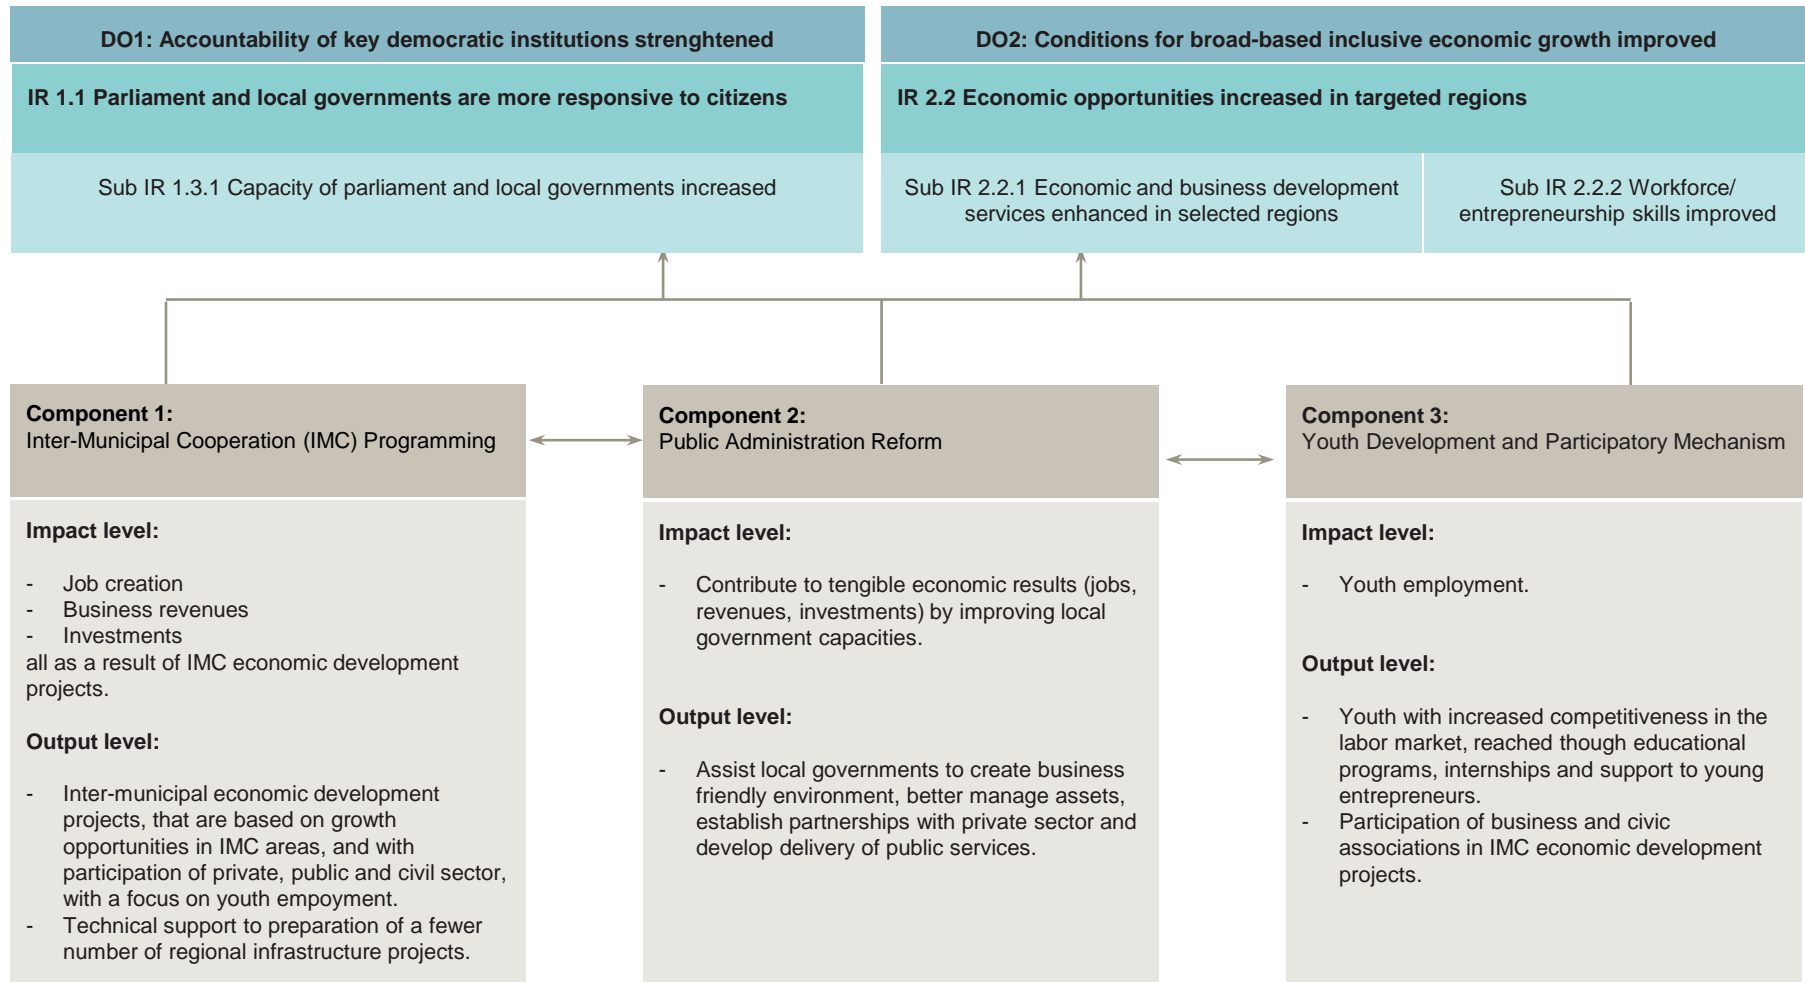 DO1: Accountability of key democratic institutions strenghtened
IR 1.1 Parliament and local governments are more responsive to citizens
Sub IR 1.3.1 Capacity of parliament and local governments increased
DO2: Conditions for broad-based inclusive economic growth improved
IR 2.2 Economic opportunities increased in targeted regions
Sub IR 2.2.1 Economic and business development
services enhanced in selected regions
Sub IR 2.2.2 Workforce/
entrepreneurship skills improved
Component 1:
Inter-Municipal Cooperation (IMC) Programming
Impact level:
- Job creation
- Business revenues
- Investments
all as a result of IMC economic development
projects.
Output level:
- Inter-municipal economic development
projects, that are based on growth
opportunities in IMC areas, and with
participation of private, public and civil sector,
with a focus on youth empoyment.
- Technical support to preparation of a fewer
number of regional infrastructure projects.
Component 2:
Public Administration Reform
Impact level:
- Contribute to tengible economic results (jobs,
revenues, investments) by improving local
government capacities.
Output level:
- Assist local governments to create business
friendly environment, better manage assets,
establish partnerships with private sector and
develop delivery of public services.
Component 3:
Youth Development and Participatory Mechanism
Impact level:
- Youth employment.
Output level:
- Youth with increased competitiveness in the
labor market, reached though educational
programs, internships and support to young
entrepreneurs.
- Participation of business and civic
associations in IMC economic development
projects.